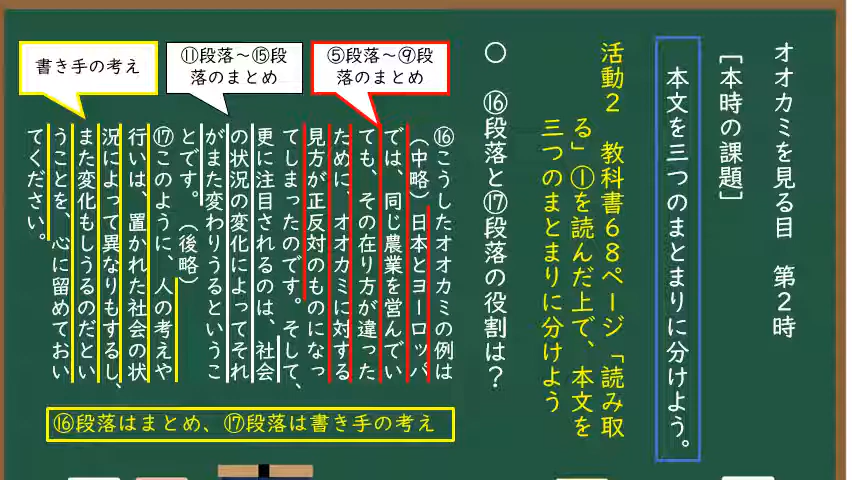 オオカミを見る目　第２時
［本時の課題］
本文を三つのまとまりに分けよう。
活動２　教科書６８ページ「読み取
る」①を読んだ上で、本文を
三つのまとまりに分けよう
○　⑯段落と⑰段落の役割は？
⑤段落～⑨段
落のまとめ
⑪段落～⑮段
落のまとめ
書き手の考え
⑯こうしたオオカミの例は
（中略）日本とヨーロッパ
では、同じ農業を営んでい
ても、その在り方が違った
ために、オオカミに対する
見方が正反対のものになっ
てしまったのです。そして、
更に注目されるのは、社会
の状況の変化によってそれ
がまた変わりうるというこ
とです。（後略）
⑰このように、人の考えや
行いは、置かれた社会の状
況によって異なりもするし、
また変化もしうるのだとい
うことを、心に留めておい
てください。
⑯段落はまとめ、⑰段落は書き手の考え